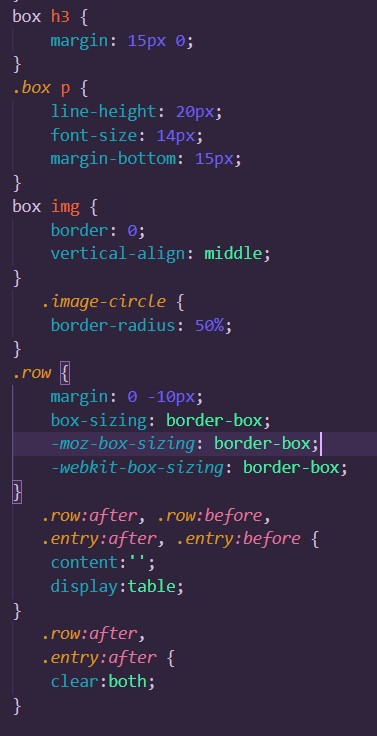 box h3 {
margin: 15px 0;
}
.box p {
line-height: 20px;
font-size: 14px;
margin-bottom: 15px;
}
box img {
border: 0;
vertical-align: middle;
}
.image-circle {
border-radius: 50%;
}
.row {
margin: 0 -10px;
box-sizing: border-box;
-moz-box-sizing: border-box;
-webkit-box-sizing: border-box;
}
.row:after, .row:before,
.entry:after, .entry:before {
content:'';
display:table;
}
.row:after,
.entry:after {
clear:both;
}